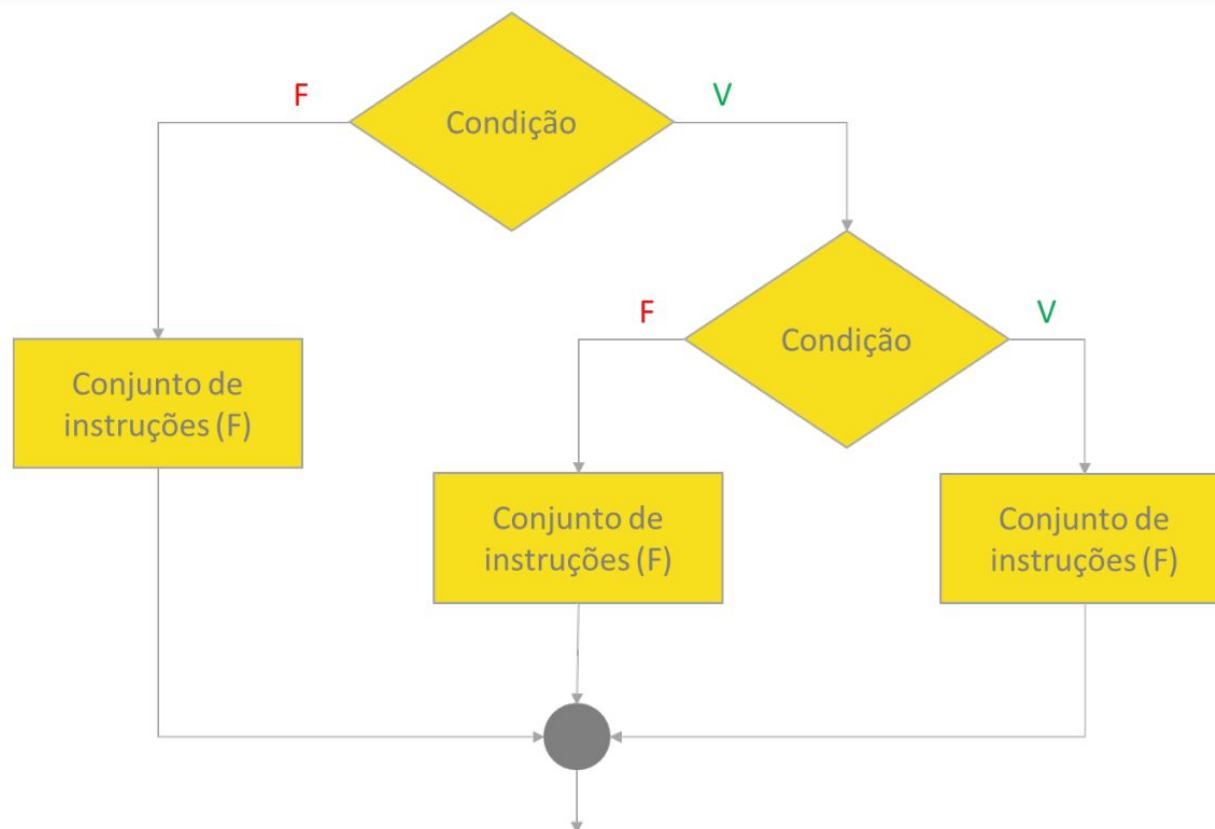 F
Condição
V
F
Condição
V
Conjunto de
instruções (F)
Conjunto de
instruções (F)
Conjunto de
instruções (F)